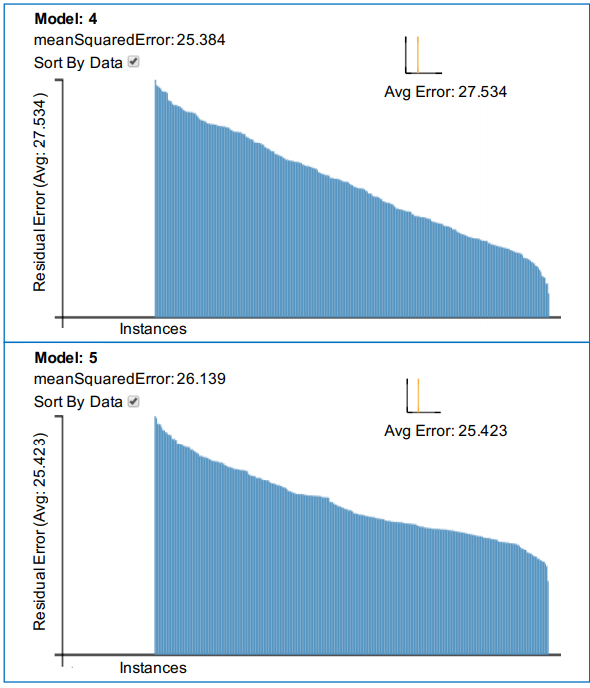 Model: 4
meanSquaredError: 25.384
Sort By Data
Avg Error: 27.534
Residual Error (Avg: 27.534)
Instances
Model: 5
meanSquaredError: 26.139
Sort By Data
Avg Error: 25.423
Residual Error (Avg: 25.423)
Instances